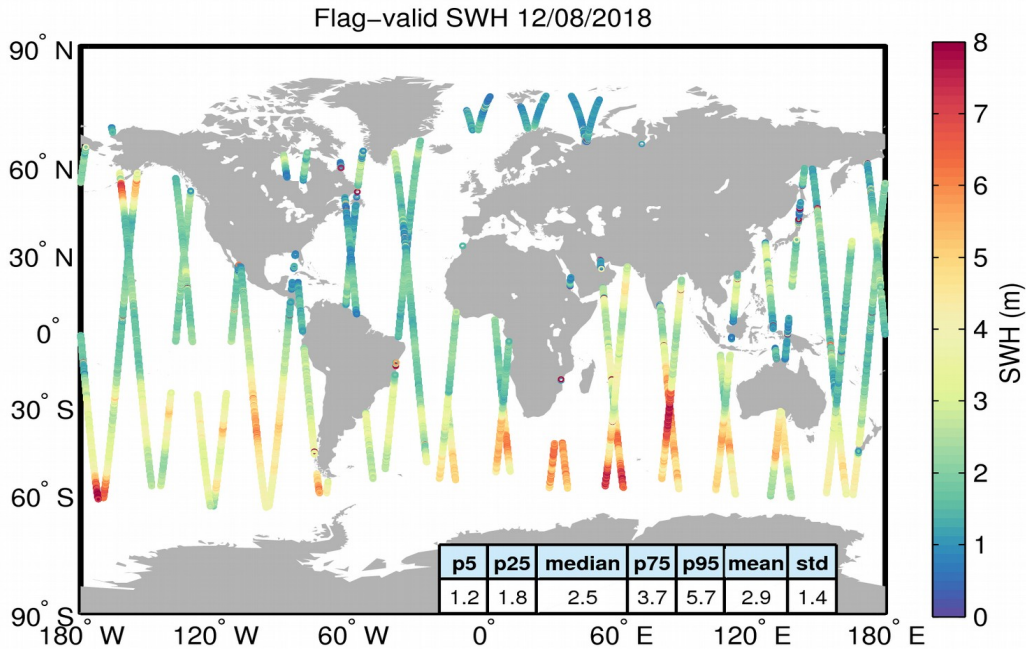 Flag−valid SWH 12/08/2018
90° N
60° N
30° N
0°
30° S
60° S
90° S
180° W
120° W
60° W
0°
60° E
120° E
180° E
p5 p25 median p75 p95 mean std
1.2 1.8 2.5 3.7 5.7 2.9 1.4
8
7
6
5
4
3
2
1
0
SWH (m)